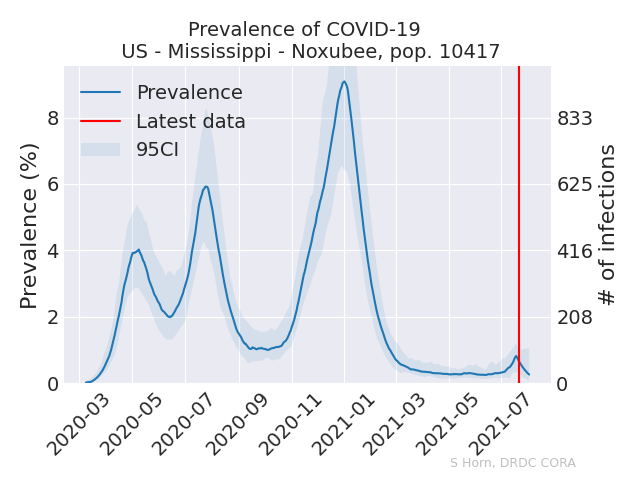 Prevalence of COVID-19
US - Mississippi - Noxubee, pop. 10417
Prevalence
Latest data
95CI
Prevalence (%)
8
6
4
2
0
833
625
416
208
0
# of infections
2020-03
2020-05
2020-07
2020-09
2020-11
2021-01
2021-03
2021-05
2021-07
S Horn, DRDC CORA